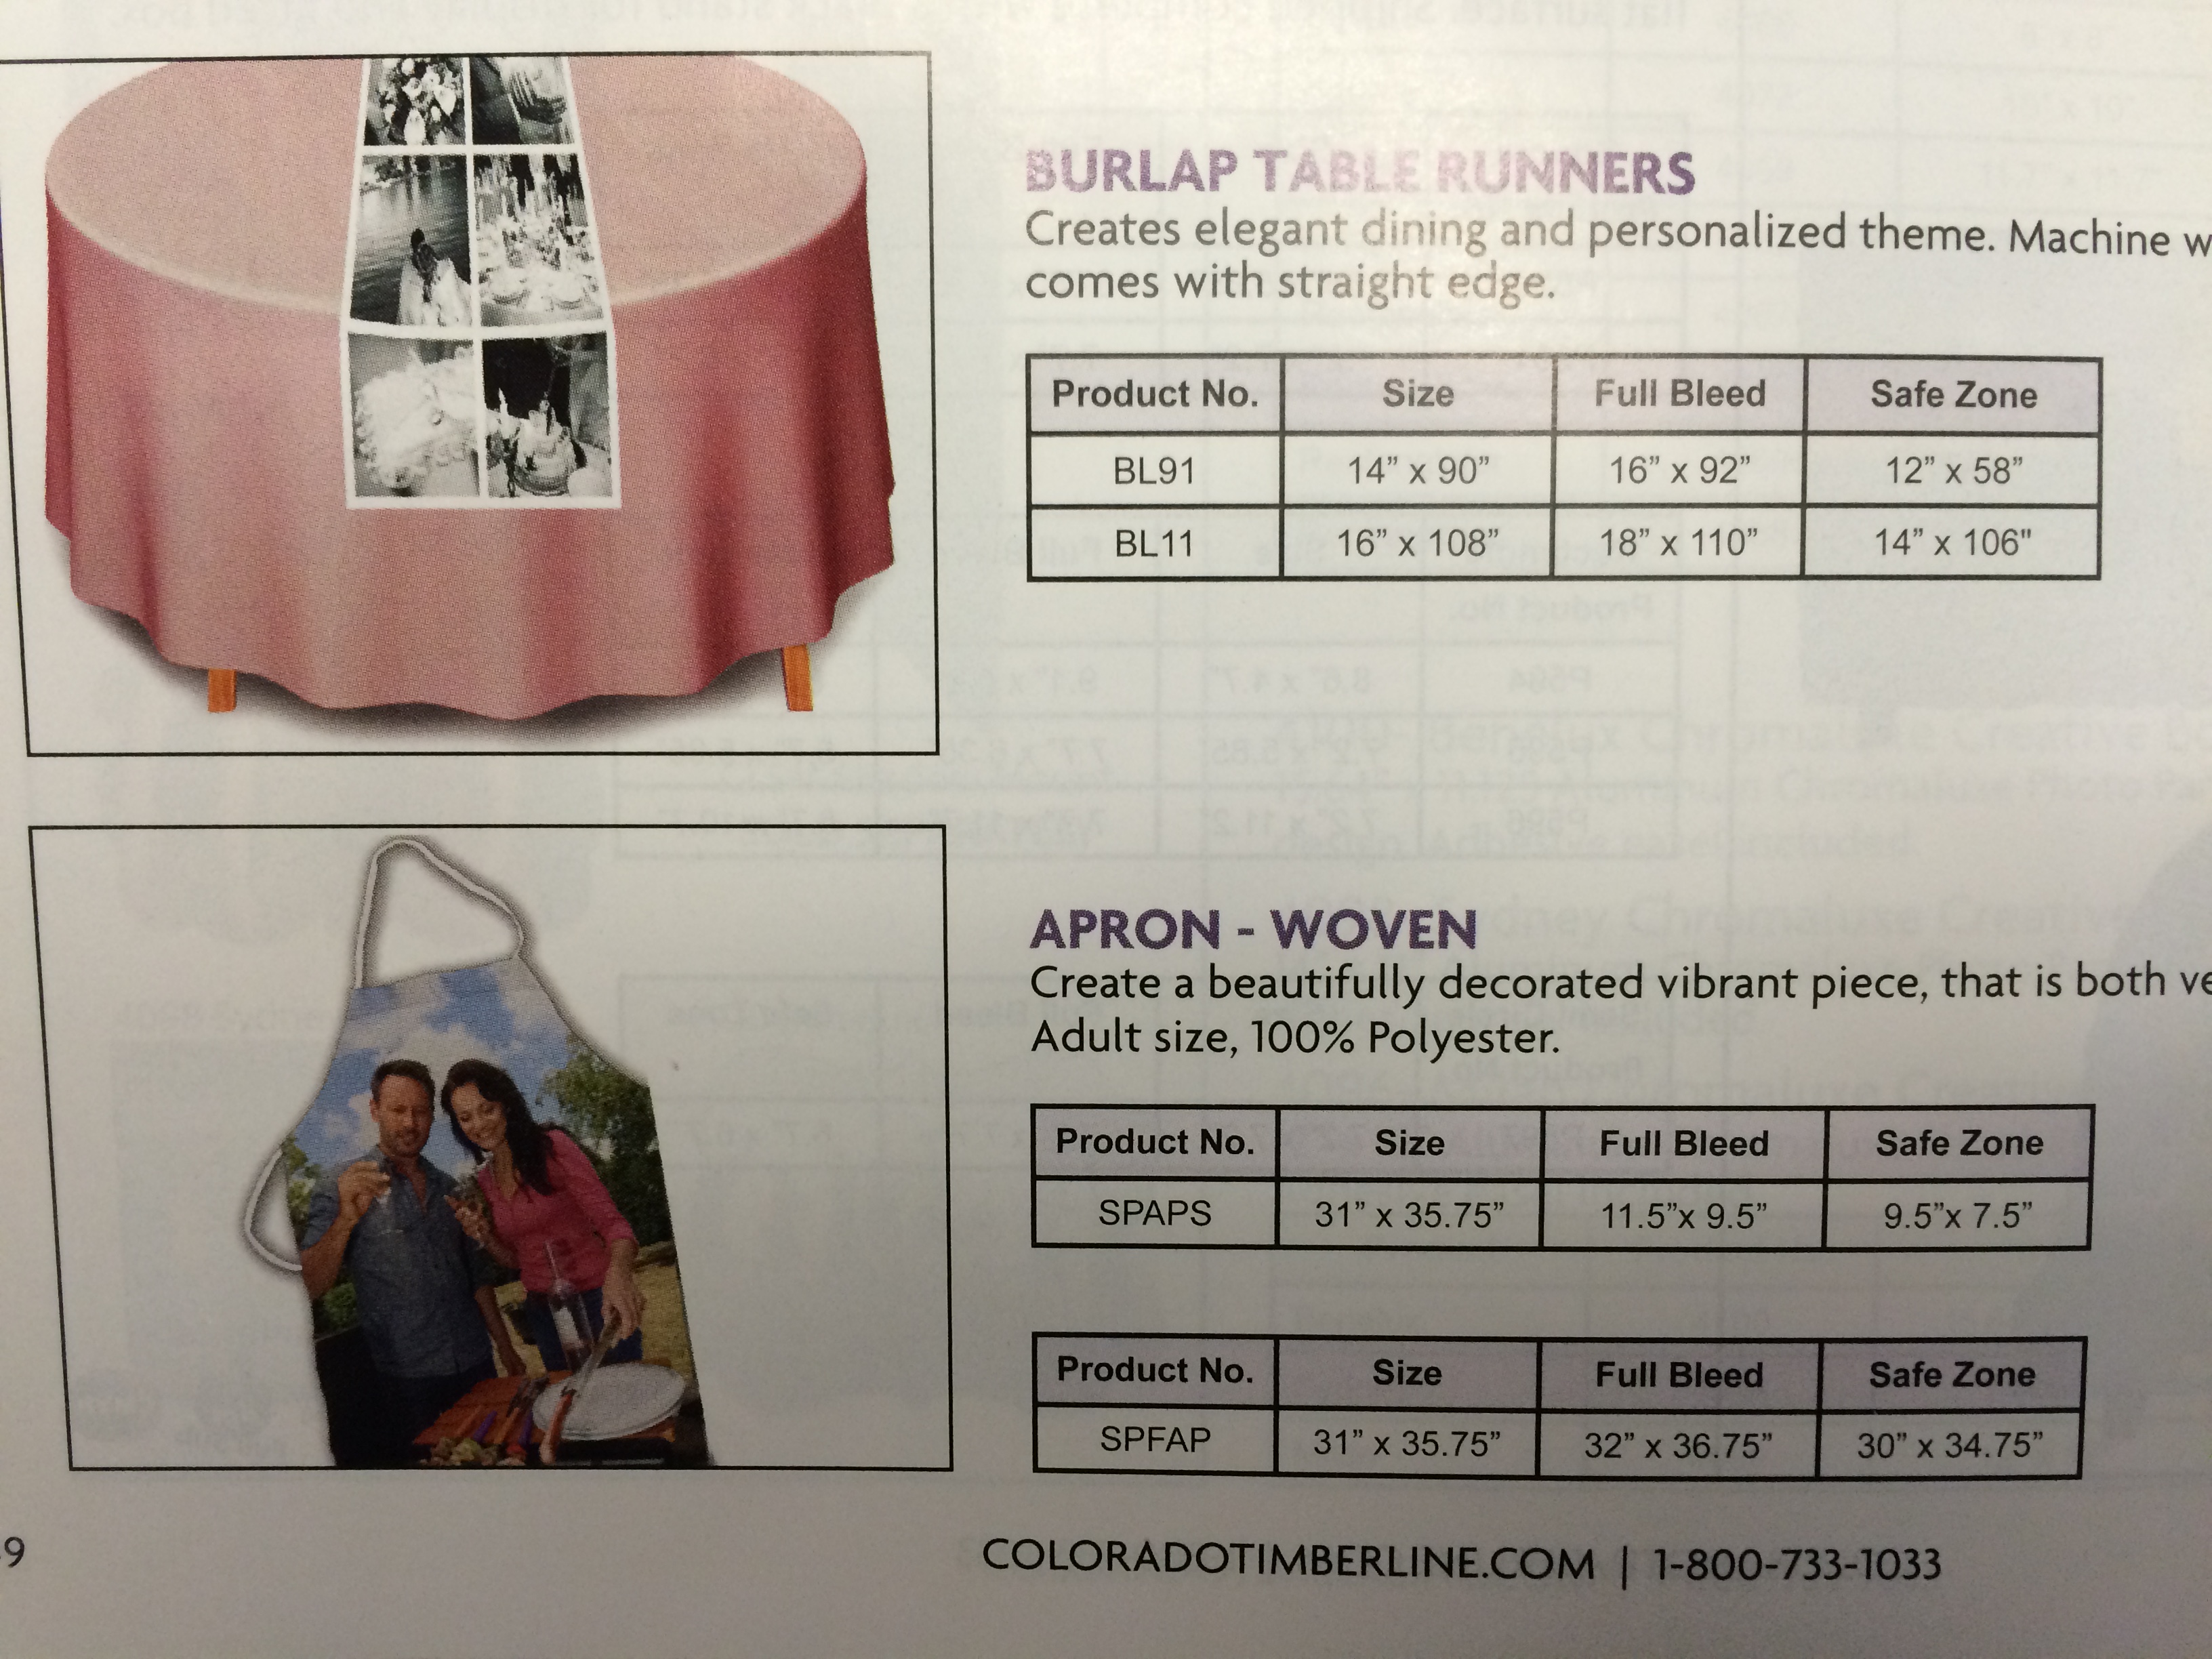 BURLAP TABLE RUNNERS
Creates elegant dining and personalized theme. Machine w
comes with straight edge.
Product No. Size Full Bleed Safe Zone
BL91 14” x 90” 16” x 92” 12” x 58”
BL11 16” x 108” 18” x 110” 14” x 106"
APRON - WOVEN
Create a beautifully decorated vibrant piece, that is both ve
Adult size, 100% Polyester.
Product No. Size Full Bleed Safe Zone
SPAPS 31” x 35.75” 11.5”x 9.5” 9.5”x 7.5”
Product No. Size Full Bleed Safe Zone
SPFAP 31” x 35.75” 32” x 36.75” 30” x 34.75”
9 COLORADOTIMBERLINE.COM | 1-800-733-1033